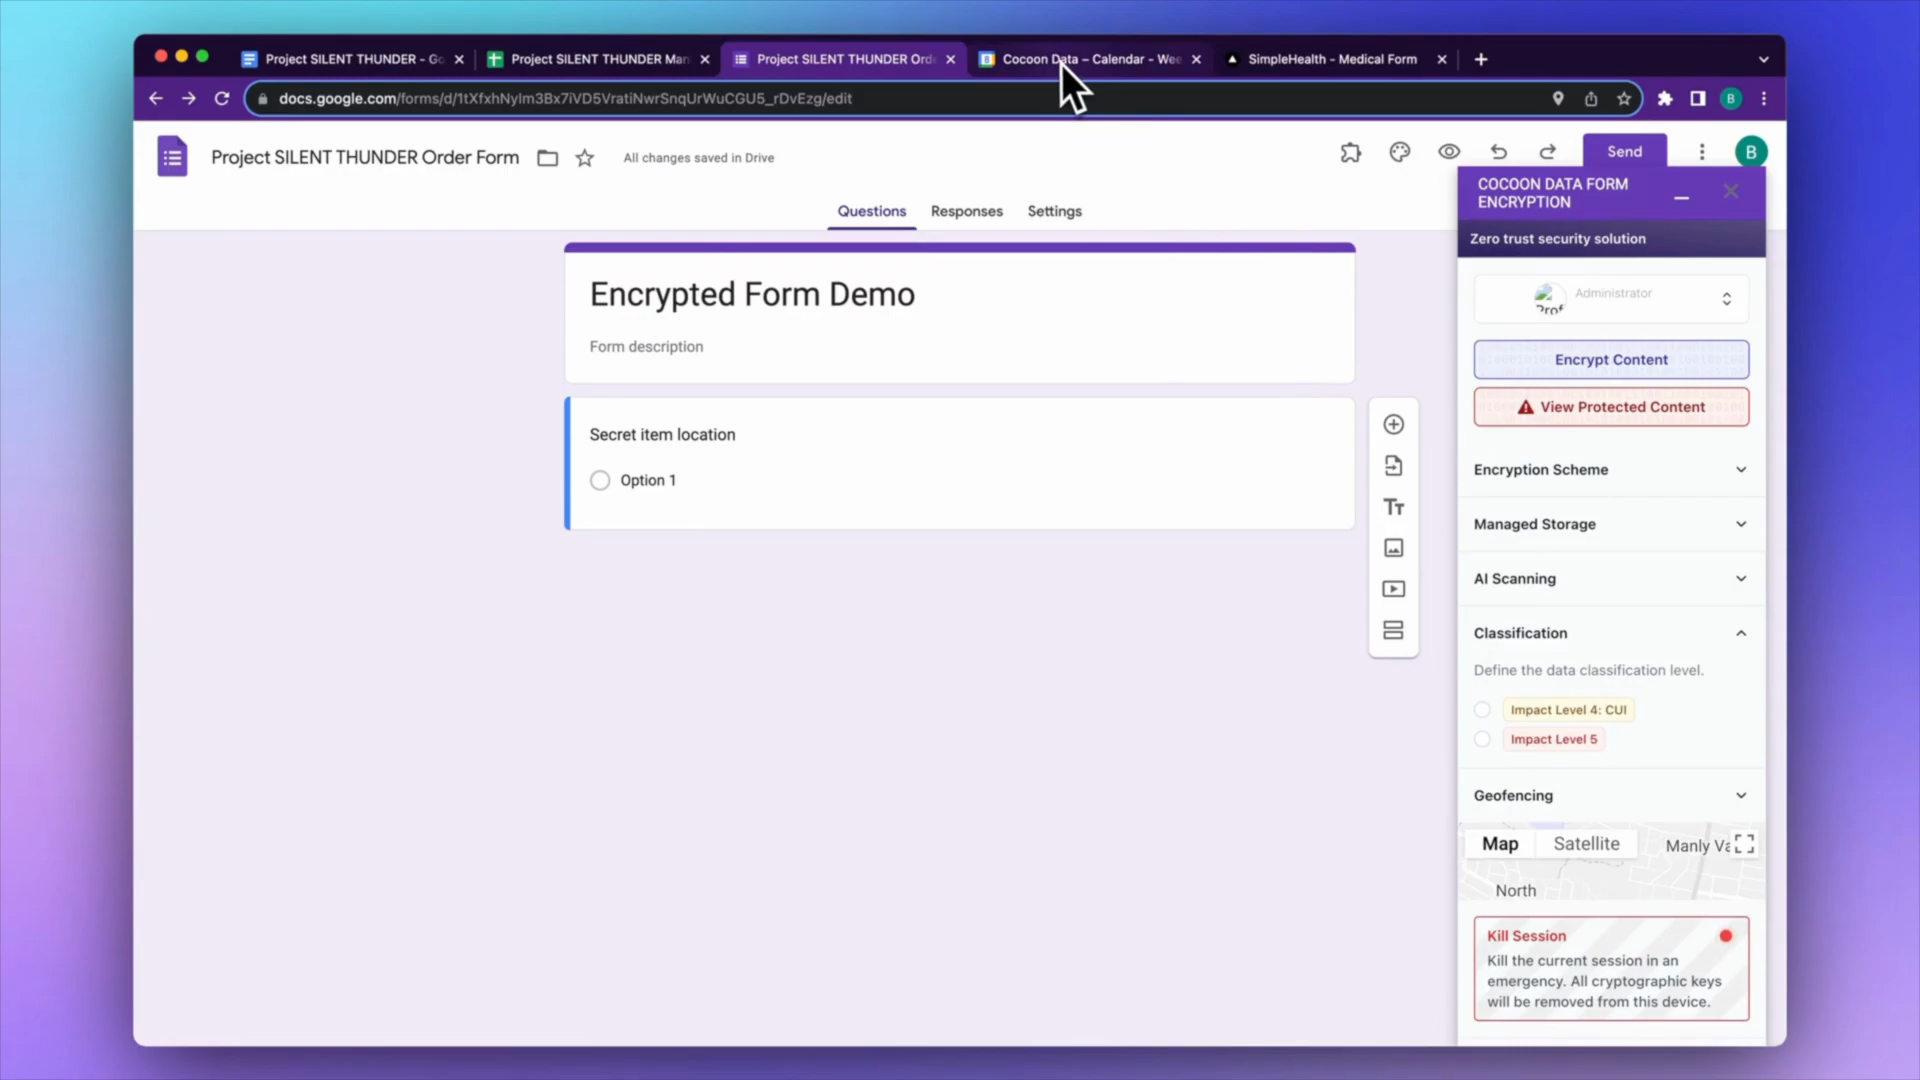 Project SILENT THUNDER - Go
Project SILENT THUNDER Man
Project SILENT THUNDER Ord
Cocoon Data – Calendar - Wee
SimpleHealth - Medical Form
docs.google.com/forms/d/1tXfxhNyIm3Bx7iVD5VratiNwrSnqUrWuCGU5_rDvEzg/edit
B
Project SILENT THUNDER Order Form
All changes saved in Drive
Send
B
Questions
Responses
Settings
Encrypted Form Demo
Form description
Secret item location
Option 1
Tт
COCOON DATA FORM
ENCRYPTION
Zero trust security solution
Prof
Administrator
Encrypt Content
View Protected Content
Encryption Scheme
Managed Storage
AI Scanning
Classification
Define the data classification level.
Impact Level 4: CUI
Impact Level 5
Geofencing
Map
Satellite
Manly Va
North
Kill Session
Kill the current session in an
emergency. All cryptographic keys
will be removed from this device.